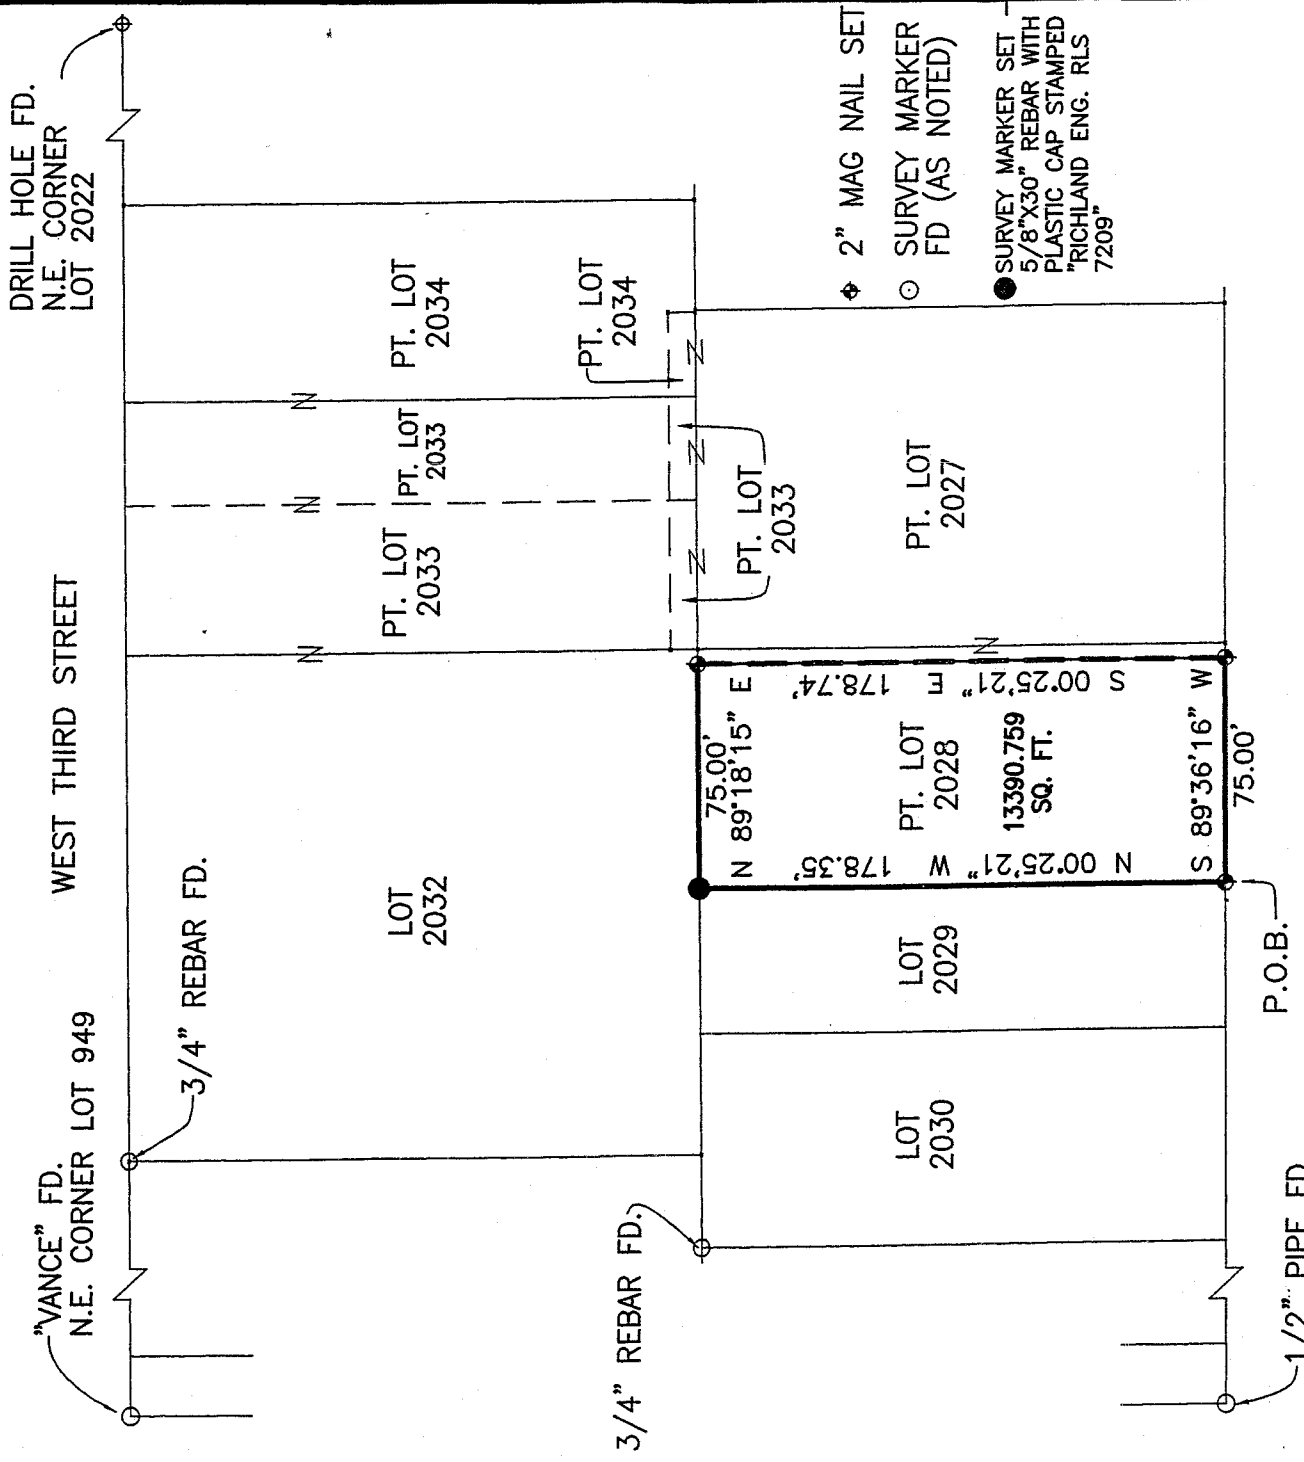 DRILL HOLE FD.
N.E. CORNER
LOT 2022
WEST THIRD STREET
"VANCE" FD.
N.E. CORNER LOT 949
3/4" REBAR FD.
LOT
2032
PT. LOT
2033
PT. LOT
2033
PT. LOT
2034
PT. LOT
2034
PT. LOT
2033
2" MAG NAIL SET
SURVEY MARKER
FD (AS NOTED)
SURVEY MARKER SET
5/8"X30" REBAR WITH
PLASTIC CAP STAMPED
"RICHLAND ENG. RLS
7209"
3/4" REBAR FD.
LOT
2030
LOT
2029
75.00'
N 89°18'15" E
N 00°25'21" W 178.35'
PT. LOT
2028
13390.759
SQ. FT.
S 00°25'21" E 178.74'
S 89°36'16" W
75.00'
PT. LOT
2027
P.O.B.
1/2" PIPE FD